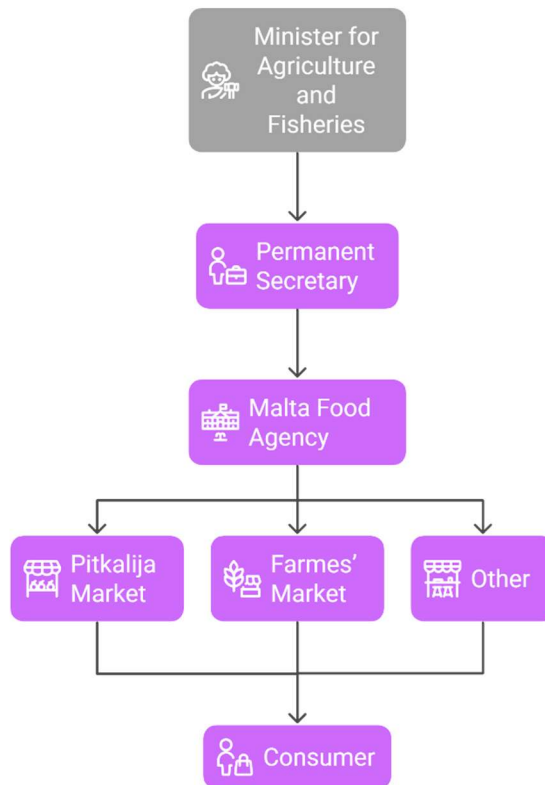 Minister for
Agriculture
and
Fisheries
Permanent
Secretary
Malta Food
Agency
Pitkalija
Market
Farmes'
Market
Other
Consumer